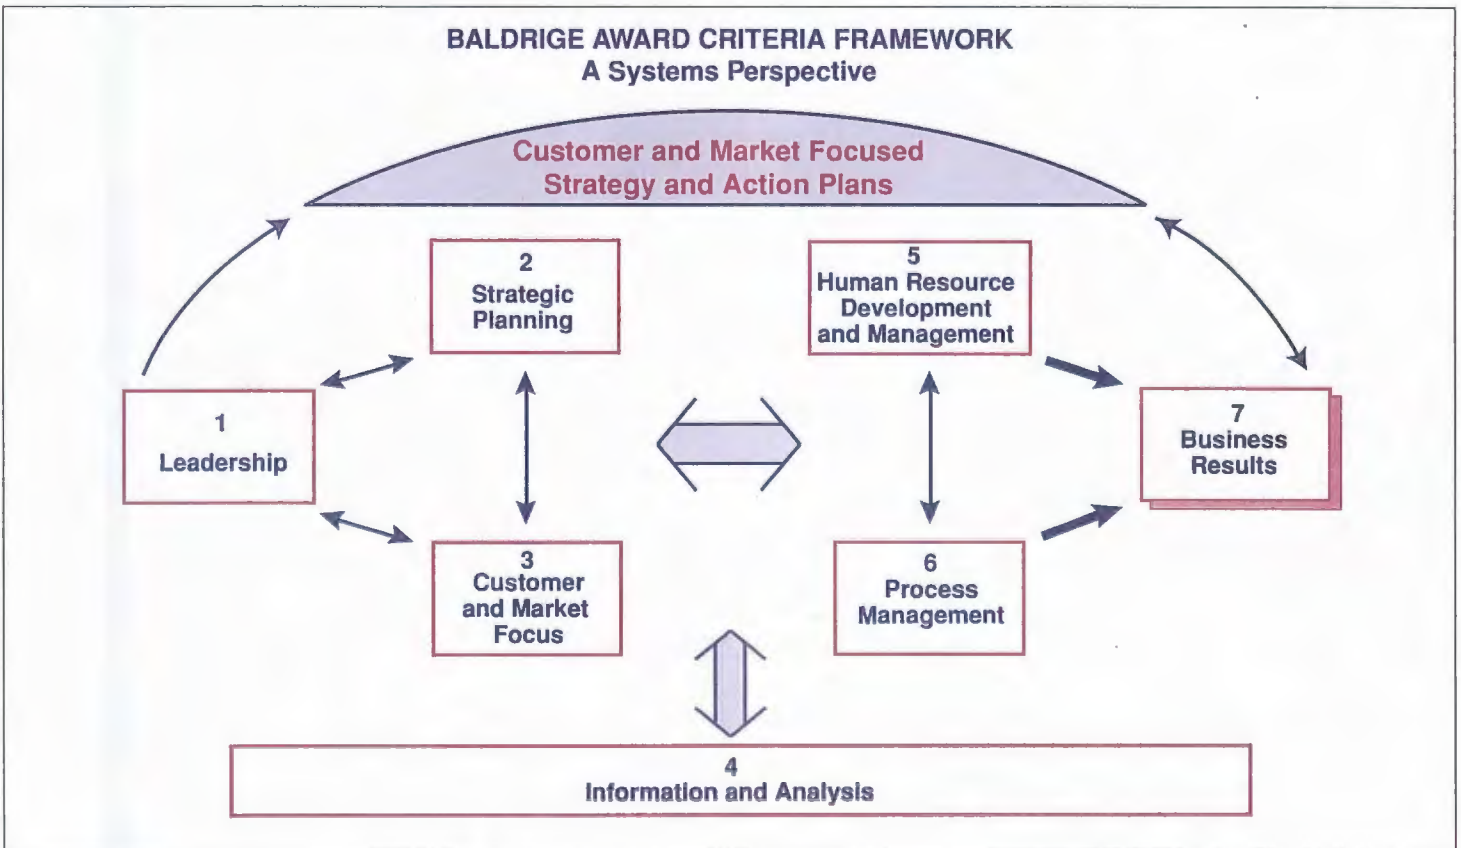 BALDRIGE AWARD CRITERIA FRAMEWORK
A Systems Perspective
Customer and Market Focused
Strategy and Action Plans
2
Strategic
Planning
5
Human Resource
Development
and Management
1
Leadership
7
Business
Results
3
Customer
and Market
Focus
6
Process
Management
4
Information and Analysis